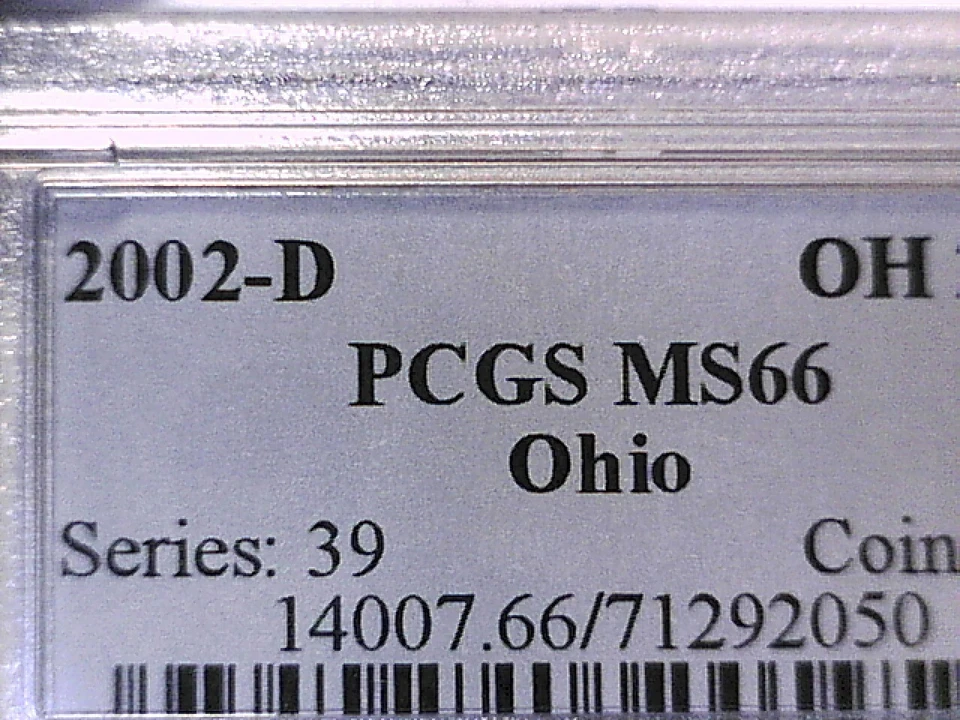 2002-D OH
PCGS MS66
Ohio
Series: 39 Coin
14007.66/71292050